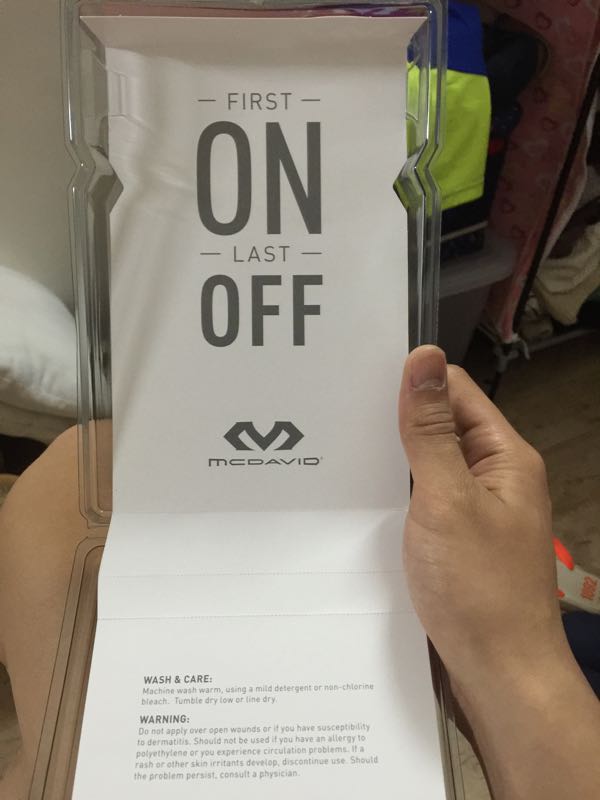 — FIRST —
ON
— LAST —
OFF
MCDAVID®
WASH & CARE:
Machine wash warm, using a mild detergent or non-chlorine
bleach. Tumble dry low or line dry.
WARNING:
Do not apply over open wounds or if you have susceptibility
to dermatitis. Should not be used if you have an allergy to
polyethylene or you experience circulation problems. If a
rash or other skin irritants develop, discontinue use. Should
the problem persist, consult a physician.